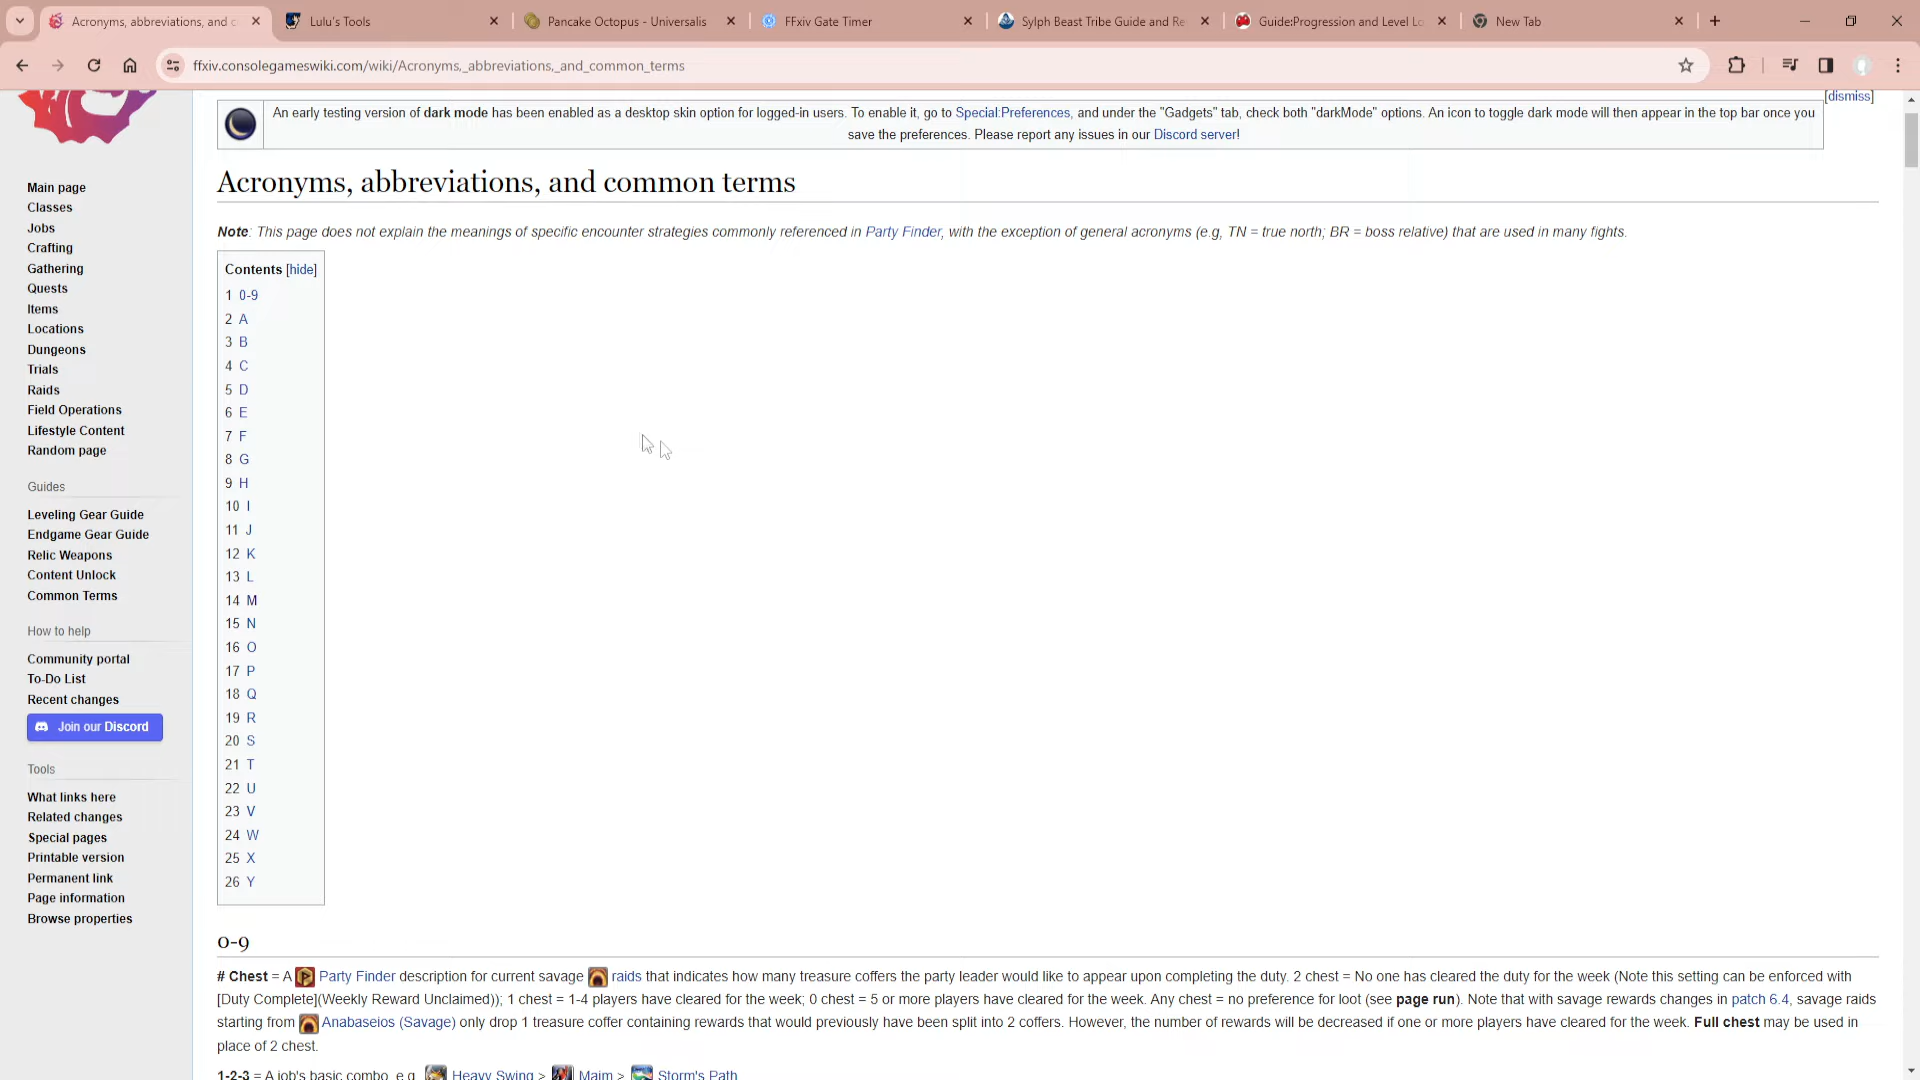 Acronyms, abbreviations, and c
Lulu's Tools
Pancake Octopus - Universalis
FFxiv Gate Timer
Sylph Beast Tribe Guide and Re
Guide:Progression and Level Lo
New Tab
ffxiv.consolegameswiki.com/wiki/Acronyms,_abbreviations,_and_common_terms
[dismiss]
An early testing version of dark mode has been enabled as a desktop skin option for logged-in users. To enable it, go to Special:Preferences, and under the "Gadgets" tab, check both "darkMode" options. An icon to toggle dark mode will then appear in the top bar once you
save the preferences. Please report any issues in our Discord server!
Main page
Classes
Jobs
Crafting
Gathering
Quests
Items
Locations
Dungeons
Trials
Raids
Field Operations
Lifestyle Content
Random page
Guides
Leveling Gear Guide
Endgame Gear Guide
Relic Weapons
Content Unlock
Common Terms
How to help
Community portal
To-Do List
Recent changes
Join our Discord
Tools
What links here
Related changes
Special pages
Printable version
Permanent link
Page information
Browse properties
Acronyms, abbreviations, and common terms
Note: This page does not explain the meanings of specific encounter strategies commonly referenced in Party Finder, with the exception of general acronyms (e.g, TN = true north; BR = boss relative) that are used in many fights.
Contents [hide]
1 0-9
2 A
3 B
4 C
5 D
6 E
7 F
8 G
9 H
10 I
11 J
12 K
13 L
14 M
15 N
16 O
17 P
18 Q
19 R
20 S
21 T
22 U
23 V
24 W
25 X
26 Y
0-9
# Chest = A Party Finder description for current savage raids that indicates how many treasure coffers the party leader would like to appear upon completing the duty. 2 chest = No one has cleared the duty for the week (Note this setting can be enforced with
[Duty Complete](Weekly Reward Unclaimed)); 1 chest = 1-4 players have cleared for the week; 0 chest = 5 or more players have cleared for the week. Any chest = no preference for loot (see page run). Note that with savage rewards changes in patch 6.4, savage raids
starting from Anabaseios (Savage) only drop 1 treasure coffer containing rewards that would previously have been split into 2 coffers. However, the number of rewards will be decreased if one or more players have cleared for the week. Full chest may be used in
place of 2 chest.
1-2-3 = A job's basic combo, e.g. Heavy Swing > Maim > Storm's Path